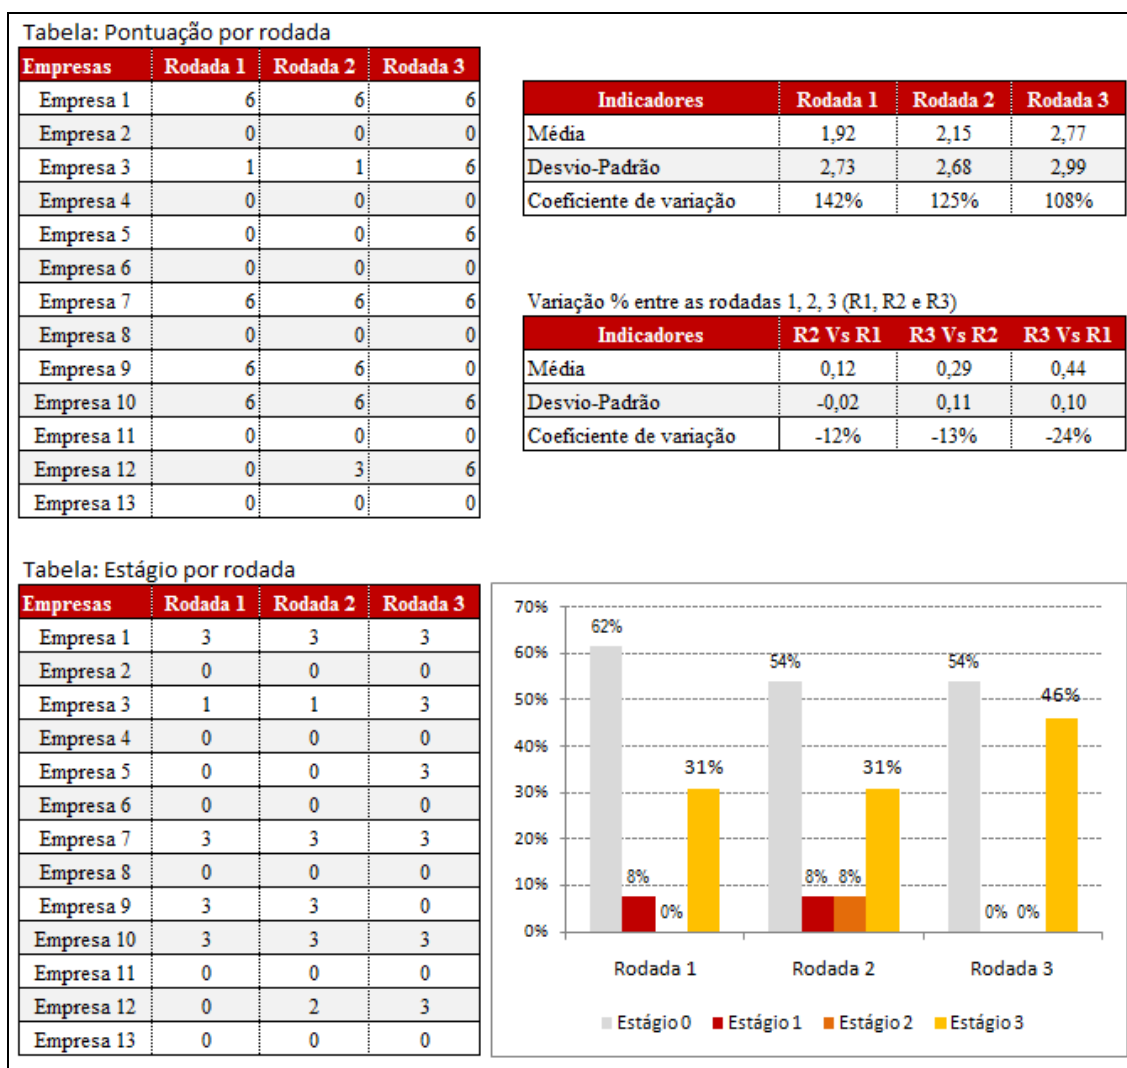 Tabela: Pontuação por rodada
Empresas Rodada 1 Rodada 2 Rodada 3
Empresa 1 6 6 6
Empresa 2 0 0 0
Empresa 3 1 1 6
Empresa 4 0 0 0
Empresa 5 0 0 6
Empresa 6 0 0 0
Empresa 7 6 6 6
Empresa 8 0 0 0
Empresa 9 6 6 0
Empresa 10 6 6 6
Empresa 11 0 0 0
Empresa 12 0 3 6
Empresa 13 0 0 0
Indicadores Rodada 1 Rodada 2 Rodada 3
Média 1,92 2,15 2,77
Desvio-Padrão 2,73 2,68 2,99
Coeficiente de variação 142% 125% 108%
Variação % entre as rodadas 1, 2, 3 (R1, R2 e R3)
Indicadores R2 Vs R1 R3 Vs R2 R3 Vs R1
Média 0,12 0,29 0,44
Desvio-Padrão -0,02 0,11 0,10
Coeficiente de variação -12% -13% -24%
Tabela: Estágio por rodada
Empresas Rodada 1 Rodada 2 Rodada 3
Empresa 1 3 3 3
Empresa 2 0 0 0
Empresa 3 1 1 3
Empresa 4 0 0 0
Empresa 5 0 0 3
Empresa 6 0 0 0
Empresa 7 3 3 3
Empresa 8 0 0 0
Empresa 9 3 3 0
Empresa 10 3 3 3
Empresa 11 0 0 0
Empresa 12 0 2 3
Empresa 13 0 0 0
70%
60%
50%
40%
30%
20%
10%
0%
62% 8% 0% 31%
54% 8% 8% 31%
54% 0% 0% 46%
Rodada 1 Rodada 2 Rodada 3
Estágio 0 Estágio 1 Estágio 2 Estágio 3